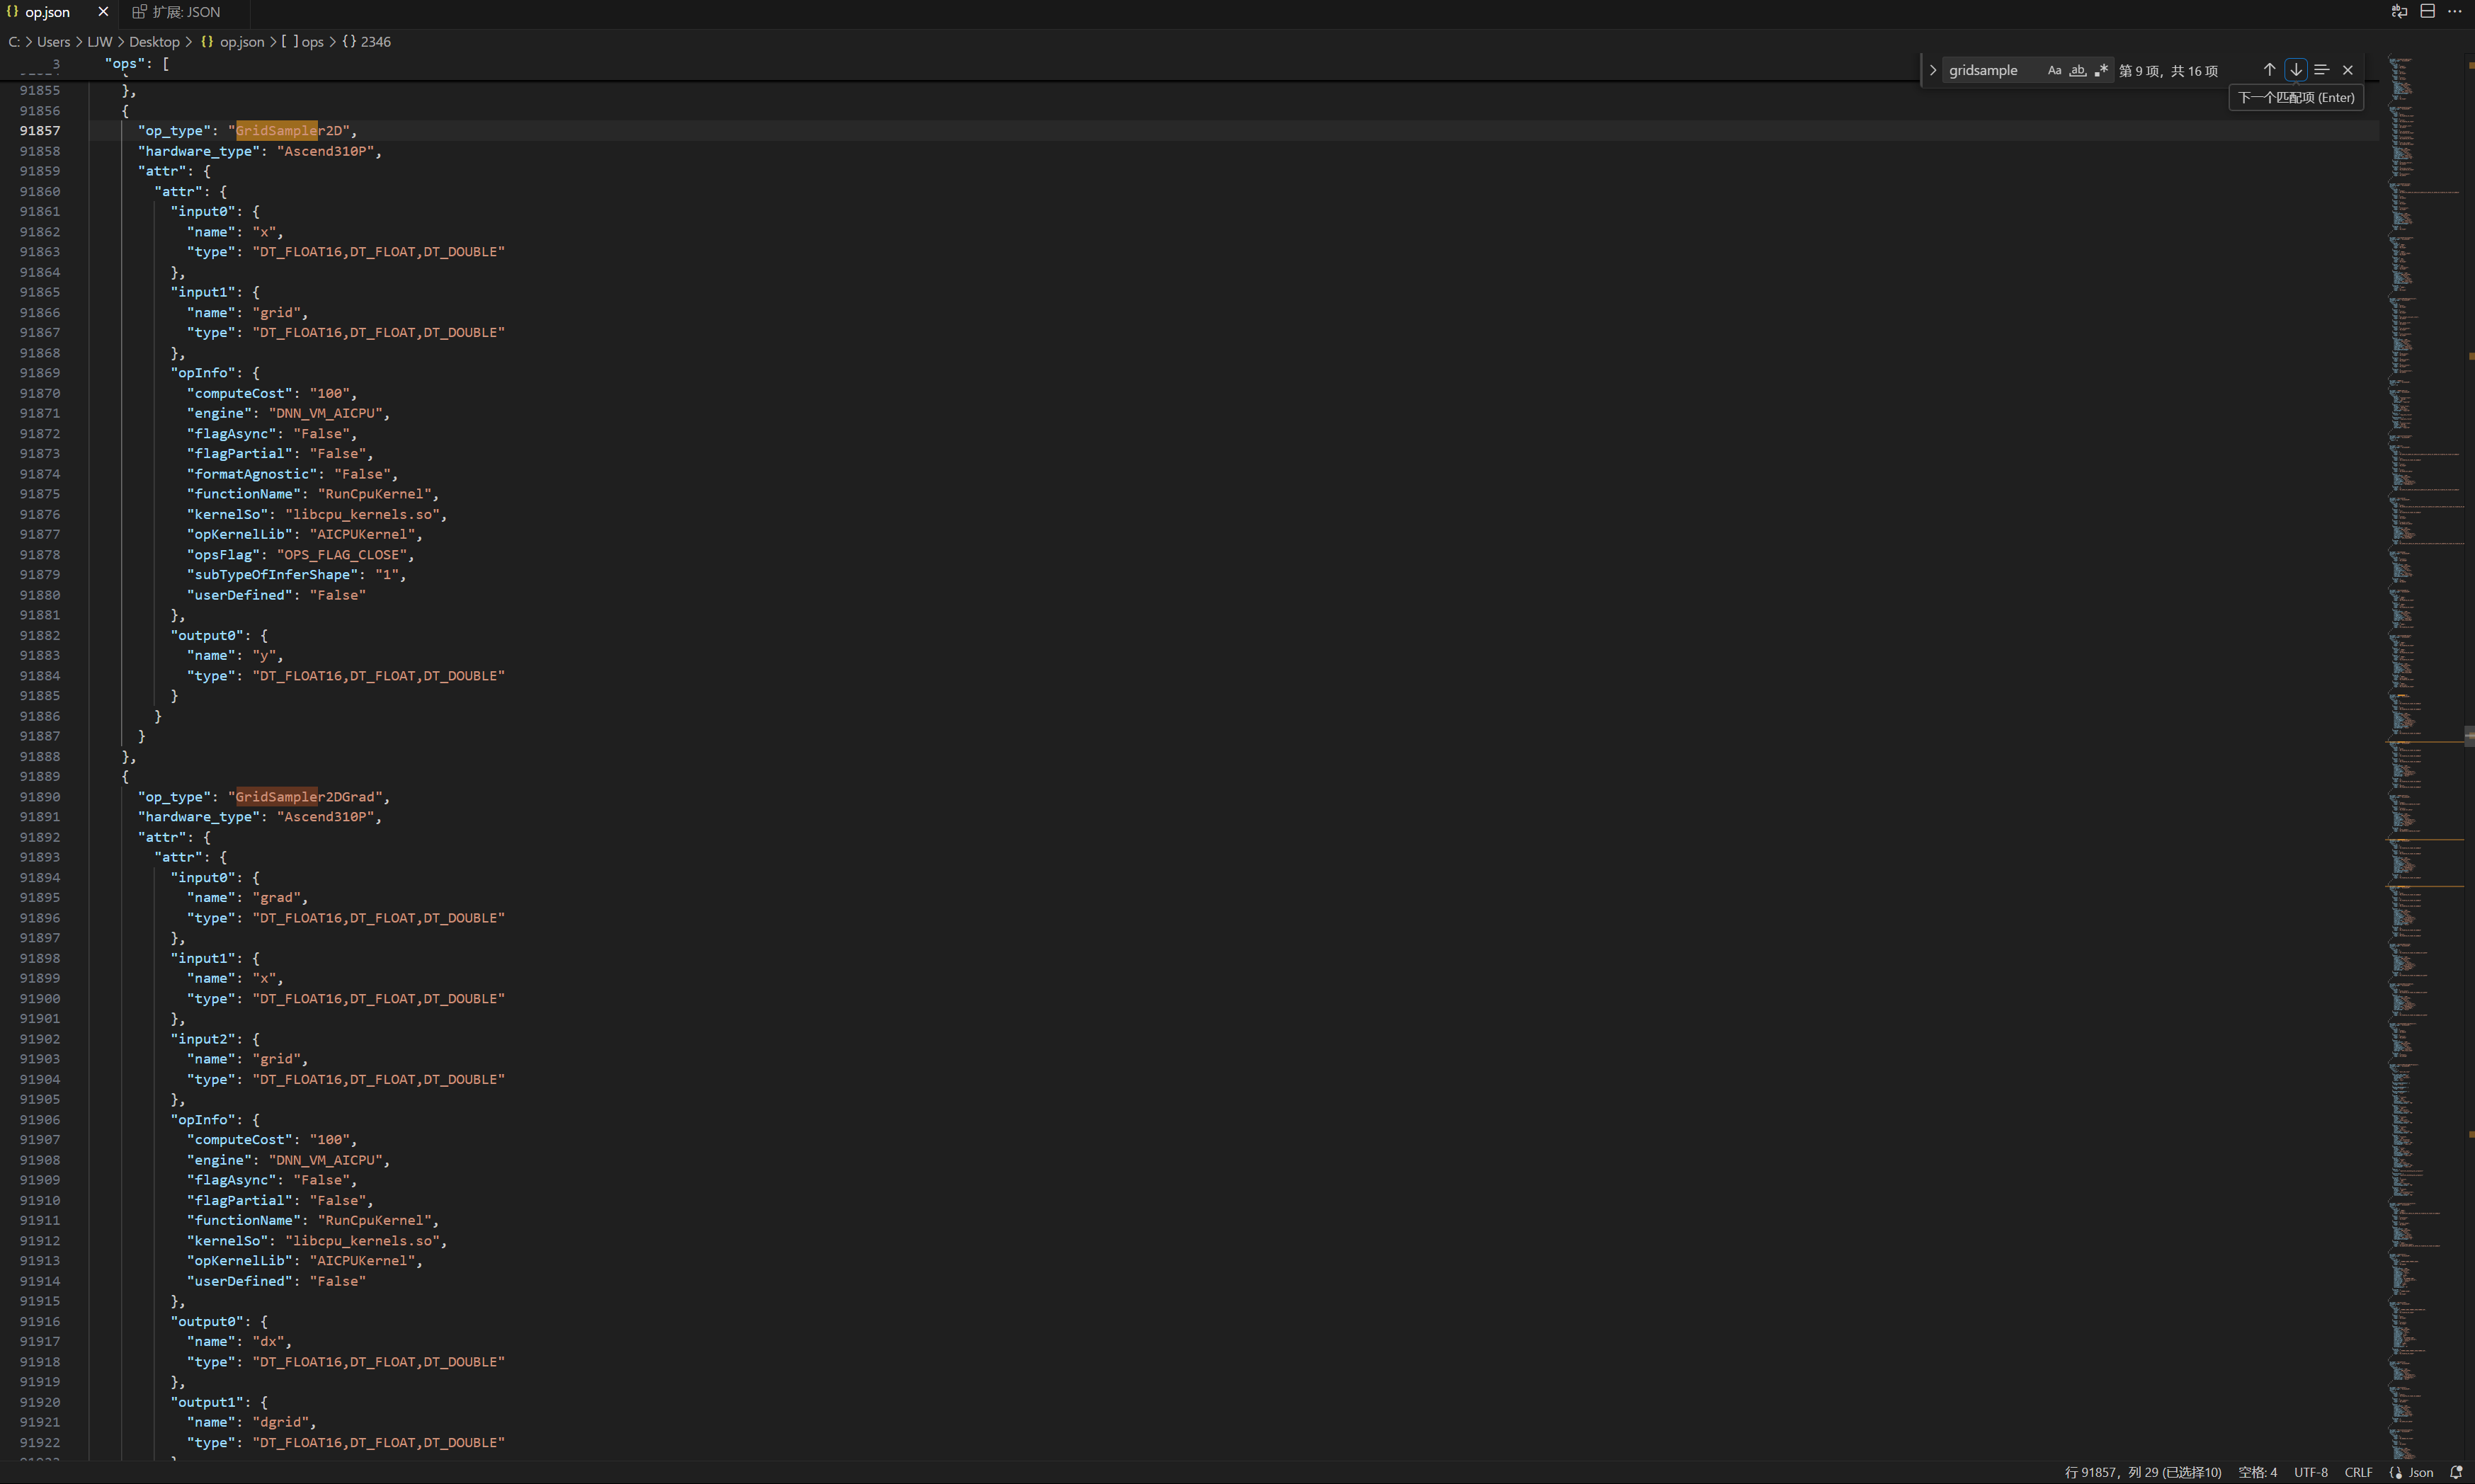 op.json
扩展: JSON
C: > Users > LJW > Desktop > {} op.json > [ ] ops > {} 2346
3 "ops": [
gridsample Aa ab .* 第 9 项，共 16 项
下一个匹配项 (Enter)
91855 },
91856 {
91857 "op_type": "GridSampler2D",
91858 "hardware_type": "Ascend310P",
91859 "attr": {
91860 "attr": {
91861 "input0": {
91862 "name": "x",
91863 "type": "DT_FLOAT16,DT_FLOAT,DT_DOUBLE"
91864 },
91865 "input1": {
91866 "name": "grid",
91867 "type": "DT_FLOAT16,DT_FLOAT,DT_DOUBLE"
91868 },
91869 "opInfo": {
91870 "computeCost": "100",
91871 "engine": "DNN_VM_AICPU",
91872 "flagAsync": "False",
91873 "flagPartial": "False",
91874 "formatAgnostic": "False",
91875 "functionName": "RunCpuKernel",
91876 "kernelSo": "libcpu_kernels.so",
91877 "opKernelLib": "AICPUKernel",
91878 "opsFlag": "OPS_FLAG_CLOSE",
91879 "subTypeOfInferShape": "1",
91880 "userDefined": "False"
91881 },
91882 "output0": {
91883 "name": "y",
91884 "type": "DT_FLOAT16,DT_FLOAT,DT_DOUBLE"
91885 }
91886 }
91887 }
91888 },
91889 {
91890 "op_type": "GridSampler2DGrad",
91891 "hardware_type": "Ascend310P",
91892 "attr": {
91893 "attr": {
91894 "input0": {
91895 "name": "grad",
91896 "type": "DT_FLOAT16,DT_FLOAT,DT_DOUBLE"
91897 },
91898 "input1": {
91899 "name": "x",
91900 "type": "DT_FLOAT16,DT_FLOAT,DT_DOUBLE"
91901 },
91902 "input2": {
91903 "name": "grid",
91904 "type": "DT_FLOAT16,DT_FLOAT,DT_DOUBLE"
91905 },
91906 "opInfo": {
91907 "computeCost": "100",
91908 "engine": "DNN_VM_AICPU",
91909 "flagAsync": "False",
91910 "flagPartial": "False",
91911 "functionName": "RunCpuKernel",
91912 "kernelSo": "libcpu_kernels.so",
91913 "opKernelLib": "AICPUKernel",
91914 "userDefined": "False"
91915 },
91916 "output0": {
91917 "name": "dx",
91918 "type": "DT_FLOAT16,DT_FLOAT,DT_DOUBLE"
91919 },
91920 "output1": {
91921 "name": "dgrid",
91922 "type": "DT_FLOAT16,DT_FLOAT,DT_DOUBLE"
行 91857，列 29 (已选择10) 空格: 4 UTF-8 CRLF {} Json